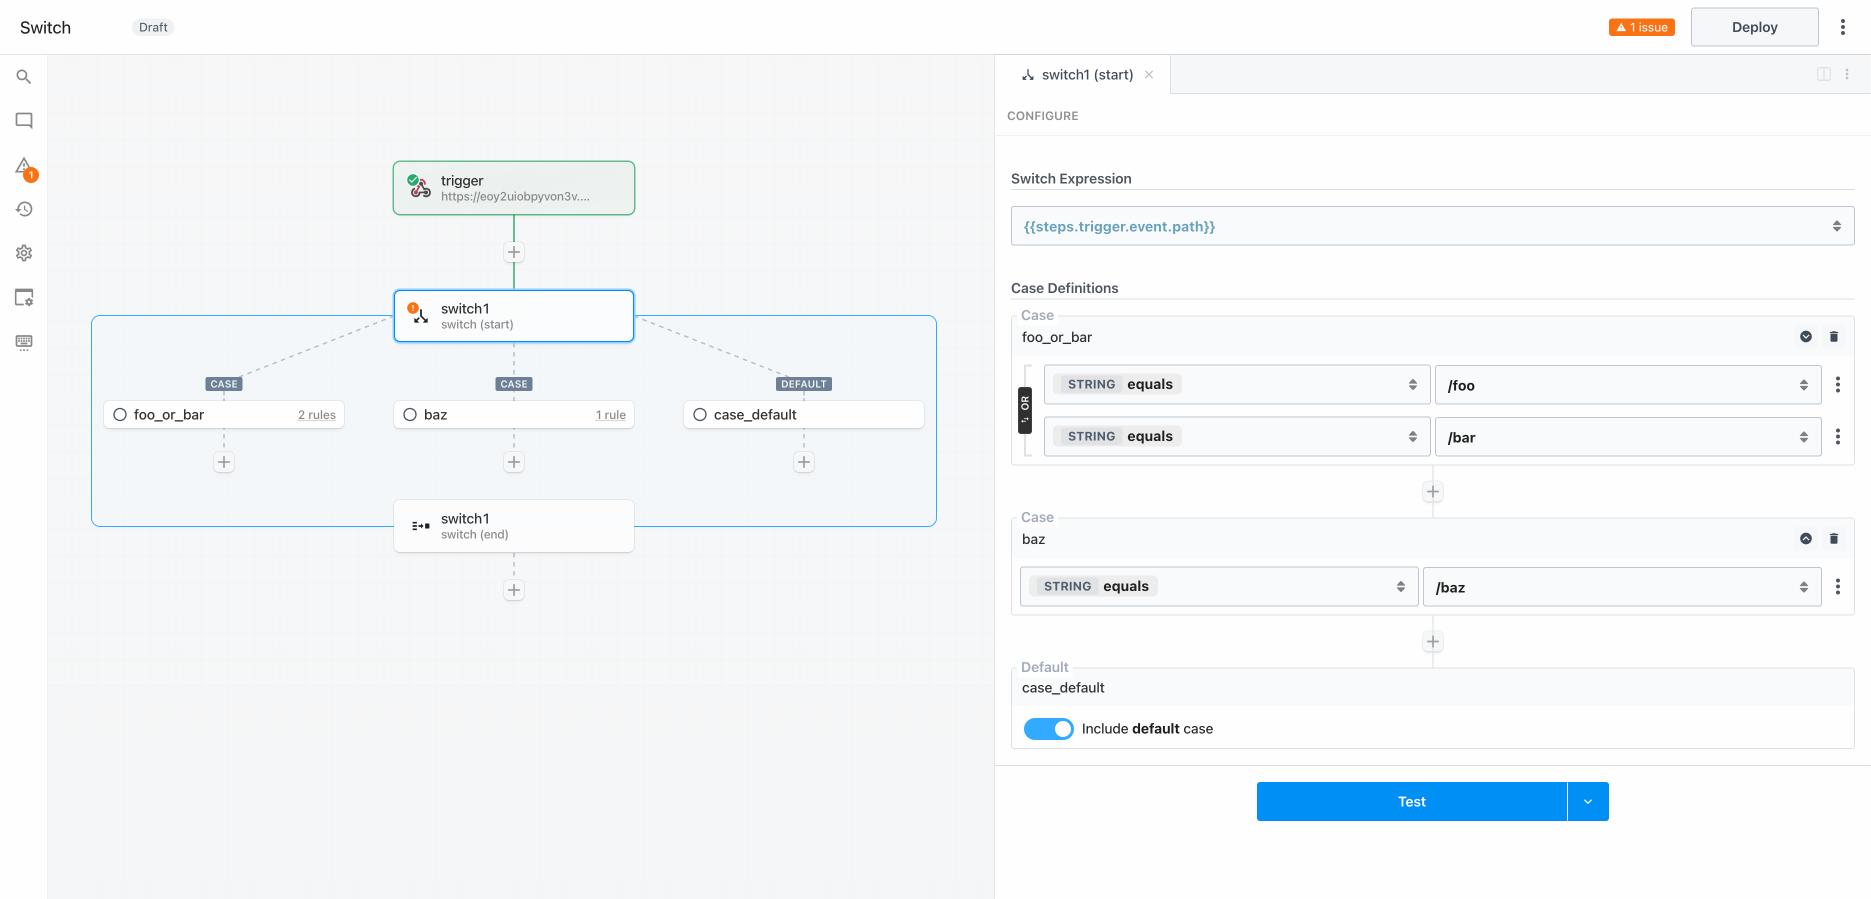 Switch
Draft
1 issue
Deploy
1
trigger
https://eoy2uiobpyvon3v....
switch1
switch (start)
CASE
CASE
DEFAULT
foo_or_bar
2 rules
baz
1 rule
case_default
switch1
switch (end)
switch1 (start)
CONFIGURE
Switch Expression
{{steps.trigger.event.path}}
Case Definitions
Case
foo_or_bar
OR
STRING equals
/foo
STRING equals
/bar
Case
baz
STRING equals
/baz
Default
case_default
Include default case
Test